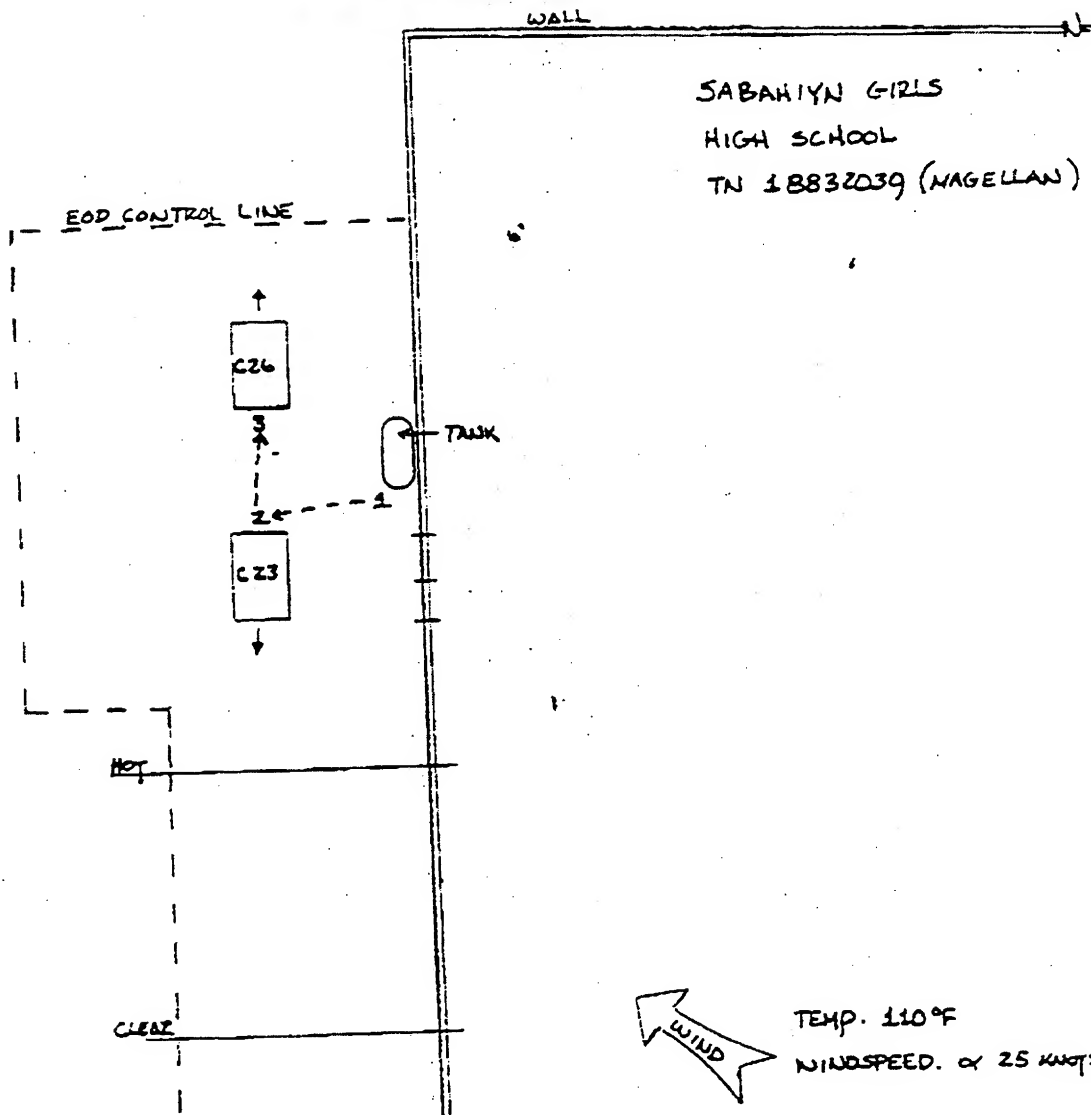 WALL
SABAHIYN GIRLS
HIGH SCHOOL
TN 18832039 (MAGELLAN)
EOD CONTROL LINE
C26
3
TANK
1
2
C23
HOT
CLEAR
WIND
TEMP. 110°F
WINDSPEED. 25 KNOTS